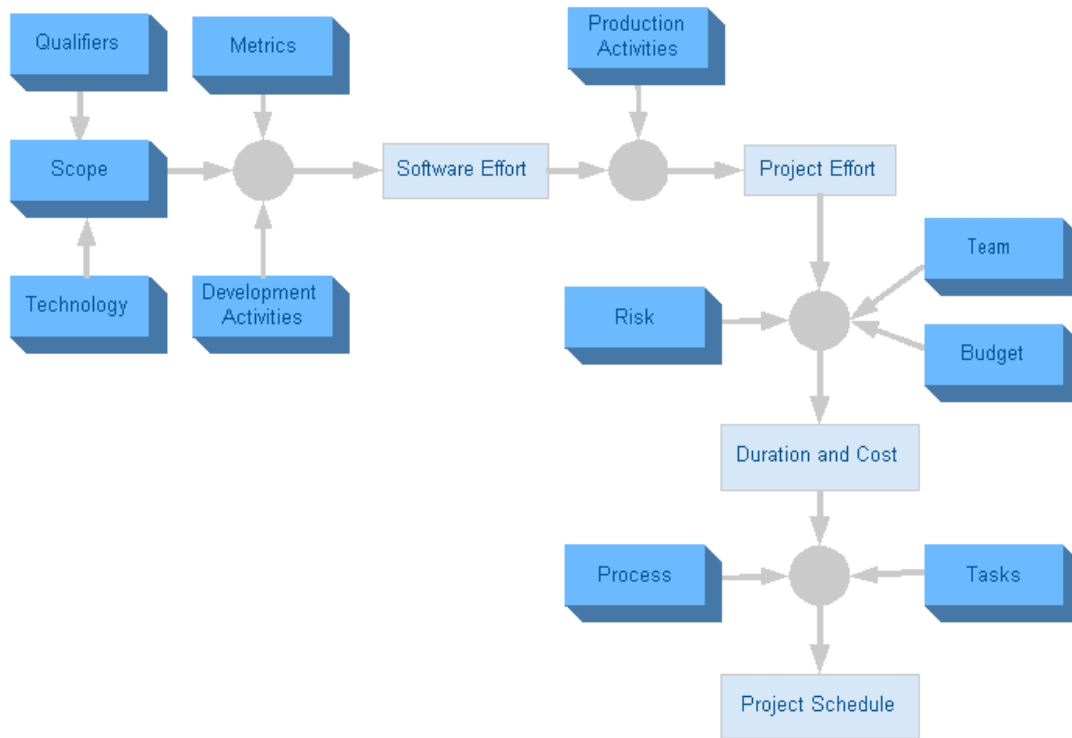 Qualifiers
Metrics
Production
Activities
Scope
Software Effort
Project Effort
Technology
Development
Activities
Team
Risk
Budget
Duration and Cost
Process
Tasks
Project Schedule